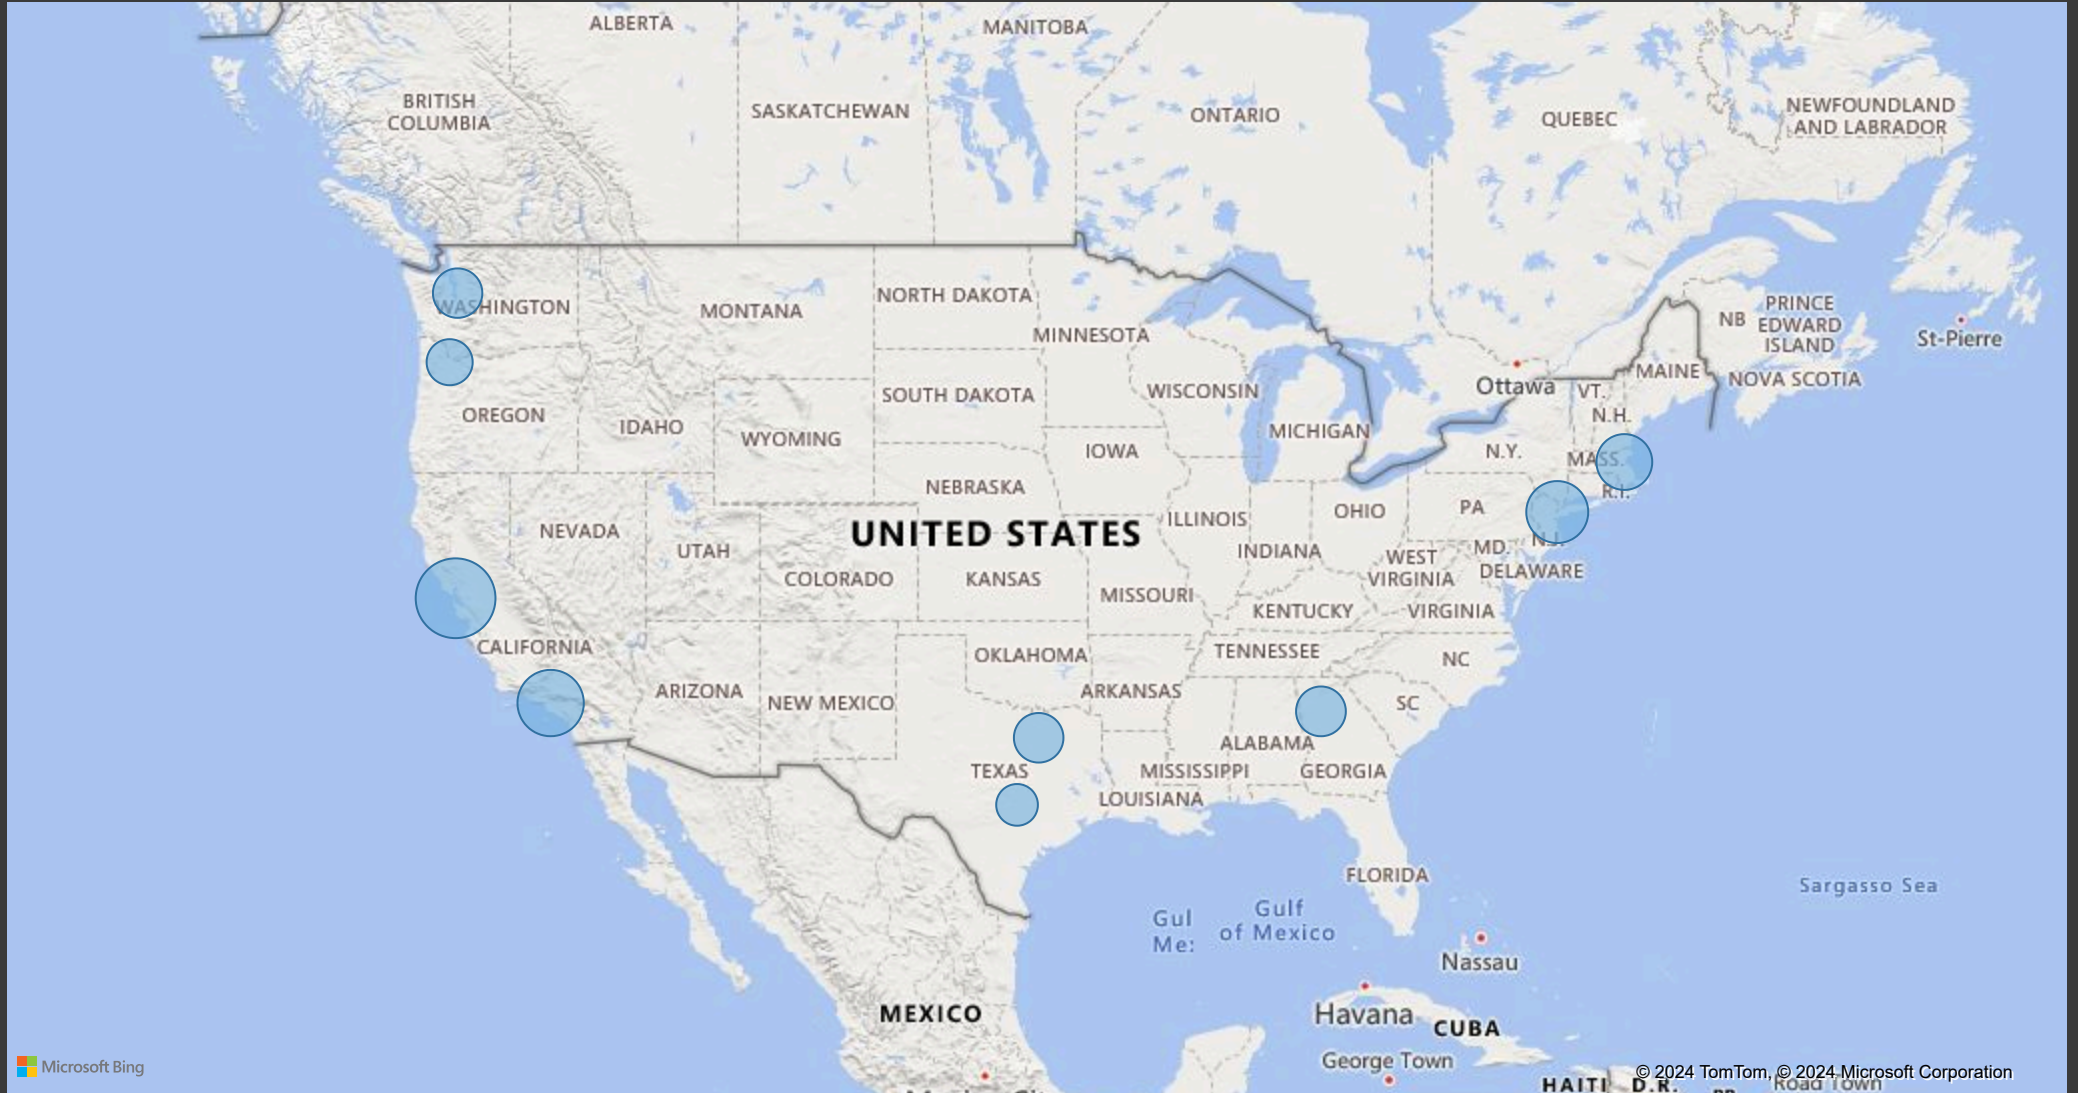 ALBERTA
MANITOBA
BRITISH
COLUMBIA
SASKATCHEWAN
ONTARIO
QUEBEC
NEWFOUNDLAND
AND LABRADOR
WASHINGTON
MONTANA
NORTH DAKOTA
MINNESOTA
NB
PRINCE
EDWARD
ISLAND
St-Pierre
OREGON
IDAHO
WYOMING
SOUTH DAKOTA
WISCONSIN
MICHIGAN
Ottawa
VT.
MAINE
NOVA SCOTIA
N.H.
IOWA
N.Y.
MASS.
R.I.
NEBRASKA
NEVADA
UTAH
UNITED STATES
ILLINOIS
OHIO
PA
N.J.
INDIANA
WEST
VIRGINIA
MD.
DELAWARE
COLORADO
KANSAS
MISSOURI
KENTUCKY
VIRGINIA
CALIFORNIA
OKLAHOMA
TENNESSEE
NC
ARIZONA
NEW MEXICO
ARKANSAS
SC
ALABAMA
TEXAS
MISSISSIPPI
GEORGIA
LOUISIANA
FLORIDA
Sargasso Sea
Gul
Me:
Gulf
of Mexico
Nassau
MEXICO
Havana
CUBA
George Town
Microsoft Bing
© 2024 TomTom, © 2024 Microsoft Corporation
HAITI
D.R.
Road Town